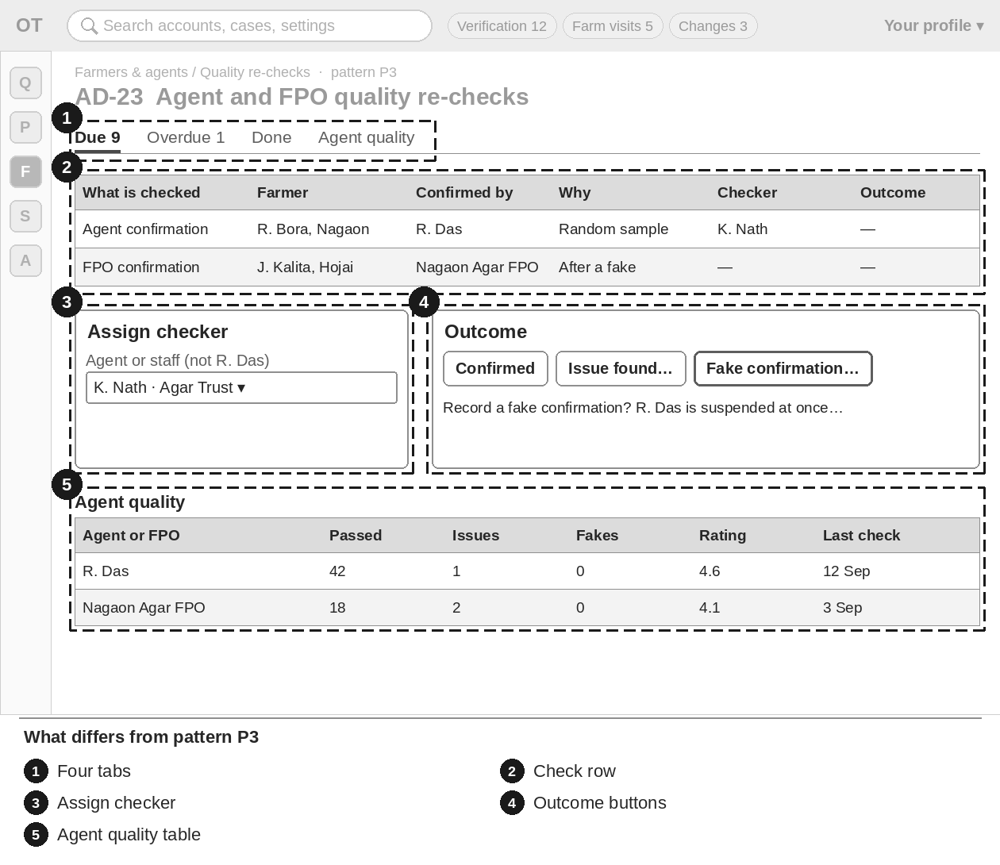 OT Search accounts, cases, settings Verification 12 Farm visits 5 Changes 3 Your profile ▾
Q
P
F
S
A
Farmers & agents / Quality re-checks · pattern P3
AD-23 Agent and FPO quality re-checks
1
Due 9 Overdue 1 Done Agent quality
2
What is checked Farmer Confirmed by Why Checker Outcome
Agent confirmation R. Bora, Nagaon R. Das Random sample K. Nath —
FPO confirmation J. Kalita, Hojai Nagaon Agar FPO After a fake — —
3
Assign checker
Agent or staff (not R. Das)
K. Nath · Agar Trust ▾
4
Outcome
Confirmed Issue found… Fake confirmation…
Record a fake confirmation? R. Das is suspended at once…
5
Agent quality
Agent or FPO Passed Issues Fakes Rating Last check
R. Das 42 1 0 4.6 12 Sep
Nagaon Agar FPO 18 2 0 4.1 3 Sep
What differs from pattern P3
1 Four tabs
2 Check row
3 Assign checker
4 Outcome buttons
5 Agent quality table